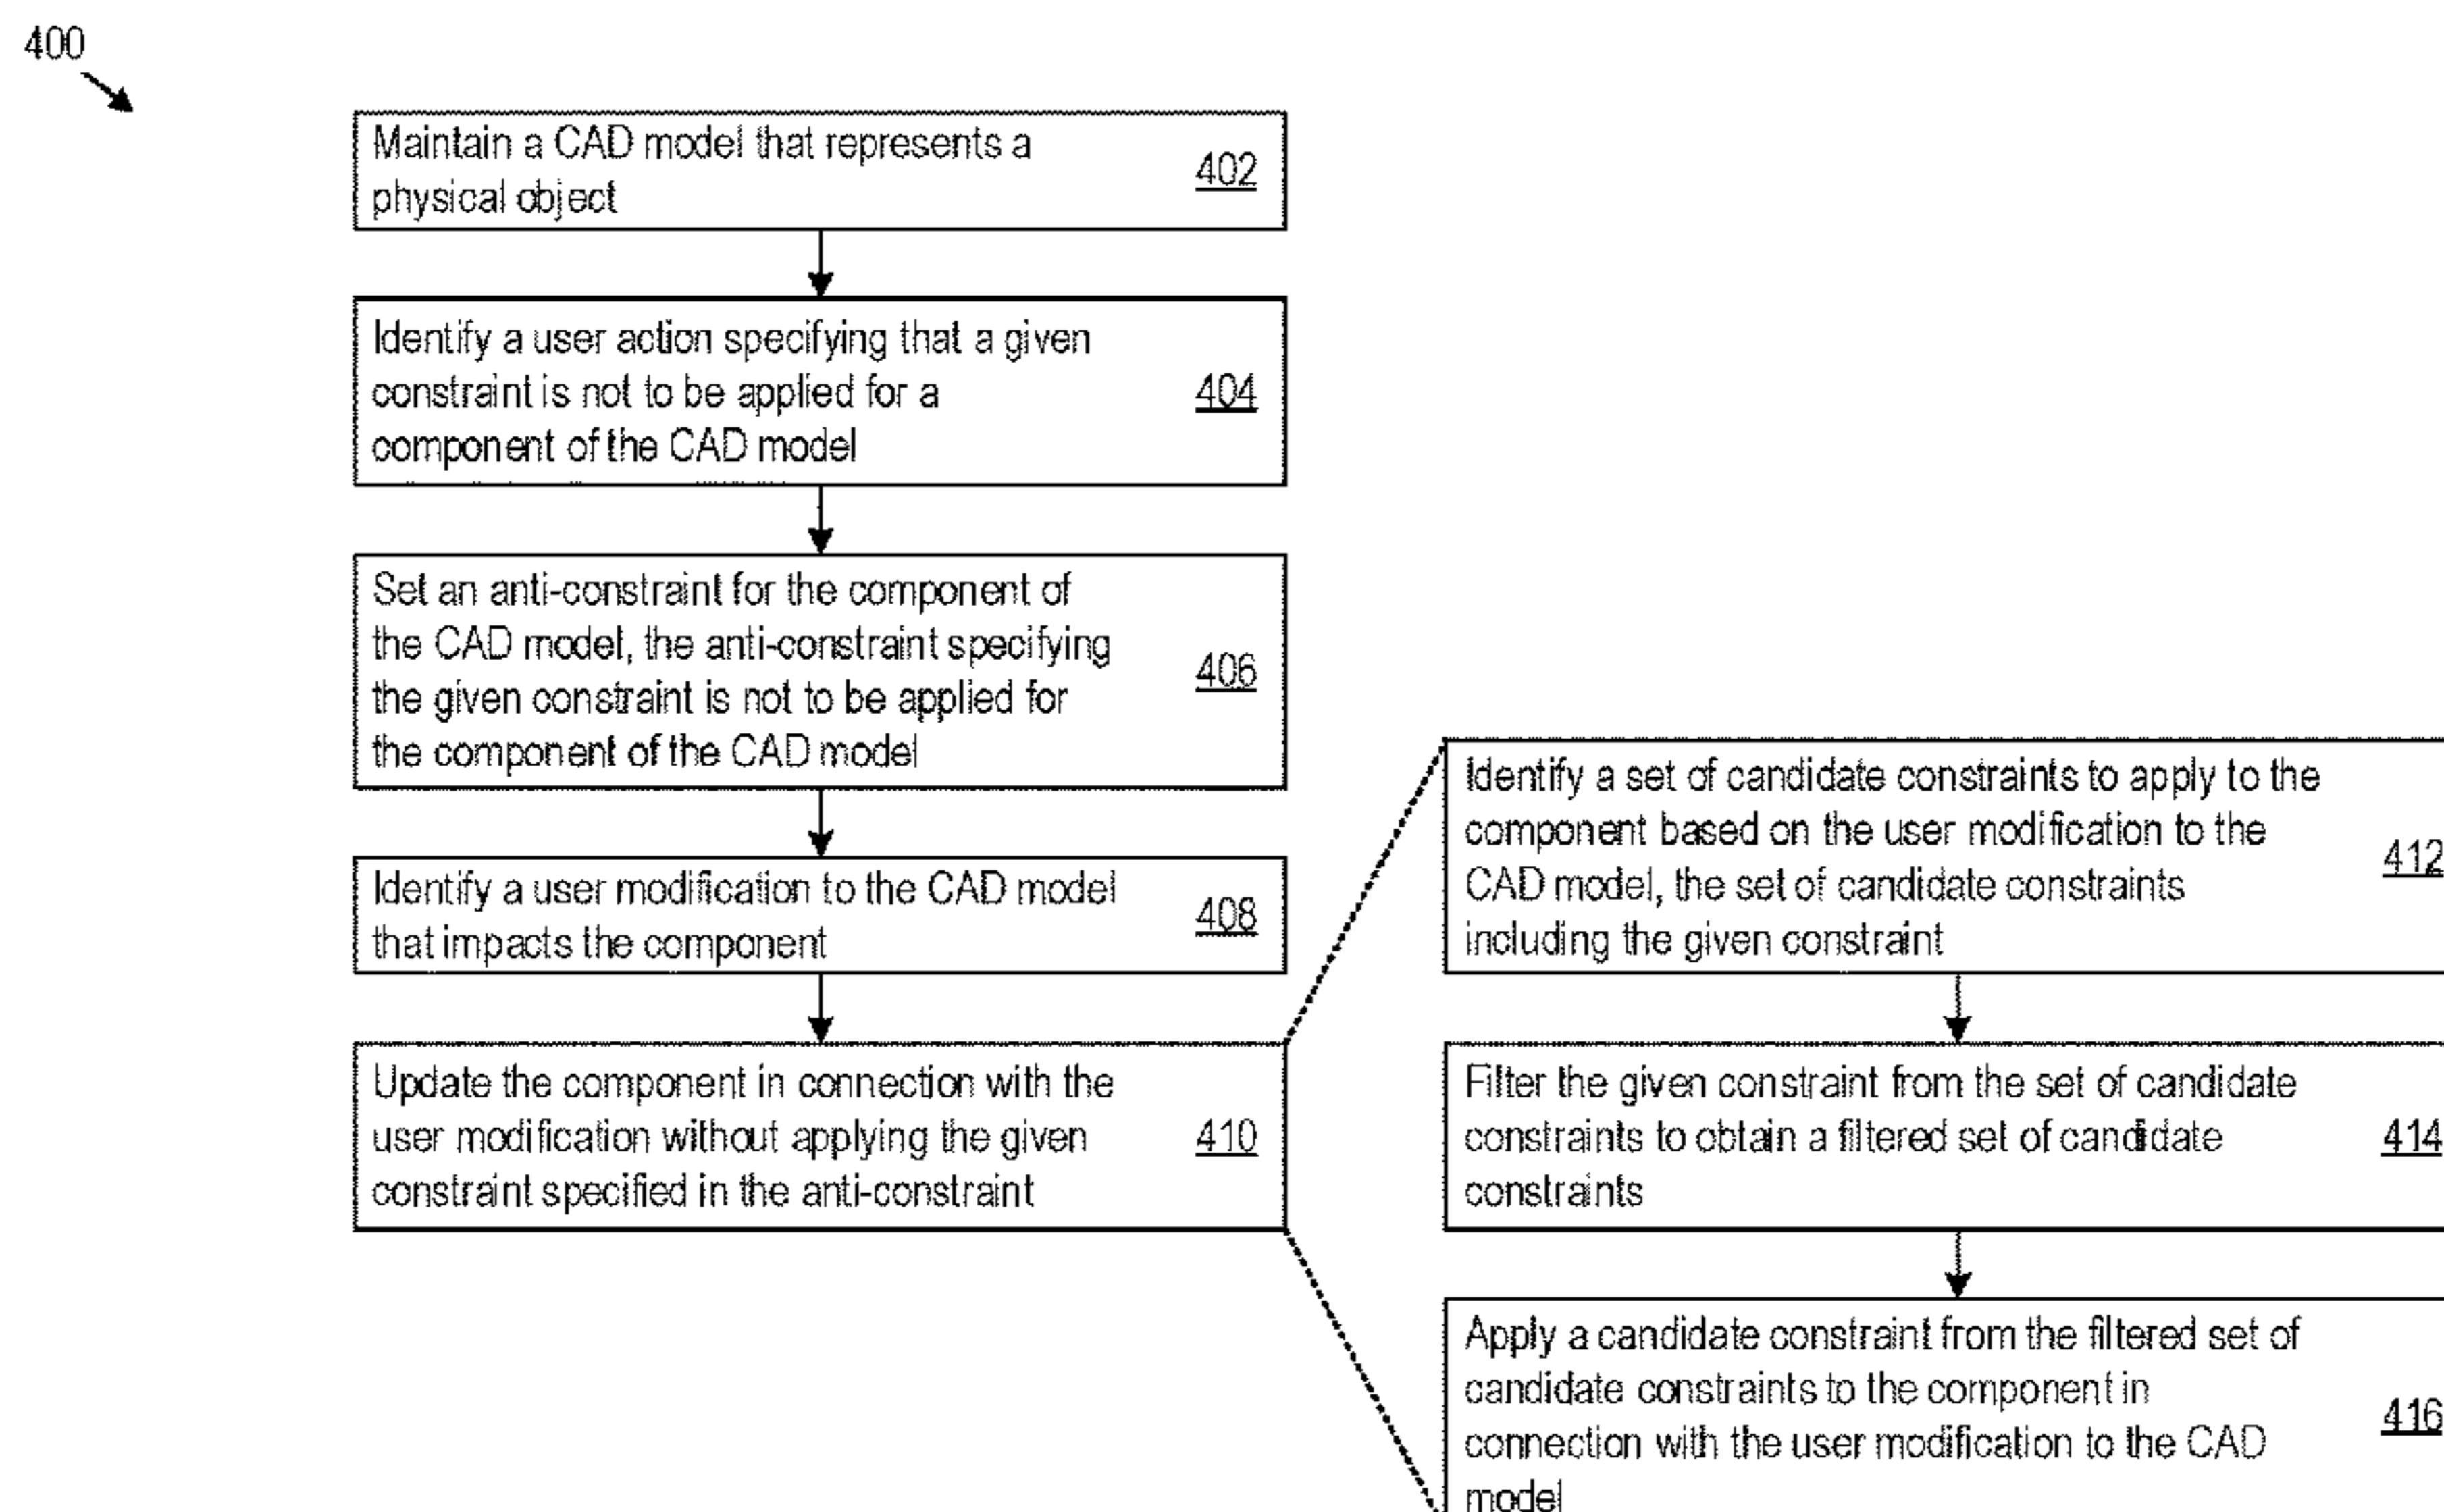 400
Maintain a CAD model that represents a
physical object
402
Identify a user action specifying that a given
constraint is not to be applied for a
component of the CAD model
404
Set an anti-constraint for the component of
the CAD model, the anti-constraint specifying
the given constraint is not to be applied for
the component of the CAD model
406
Identify a user modification to the CAD model
that impacts the component
408
Update the component in connection with the
user modification without applying the given
constraint specified in the anti-constraint
410
Identify a set of candidate constraints to apply to the
component based on the user modification to the
CAD model, the set of candidate constraints
including the given constraint
412
Filter the given constraint from the set of candidate
constraints to obtain a filtered set of candidate
constraints
414
Apply a candidate constraint from the filtered set of
candidate constraints to the component in
connection with the user modification to the CAD
model
416